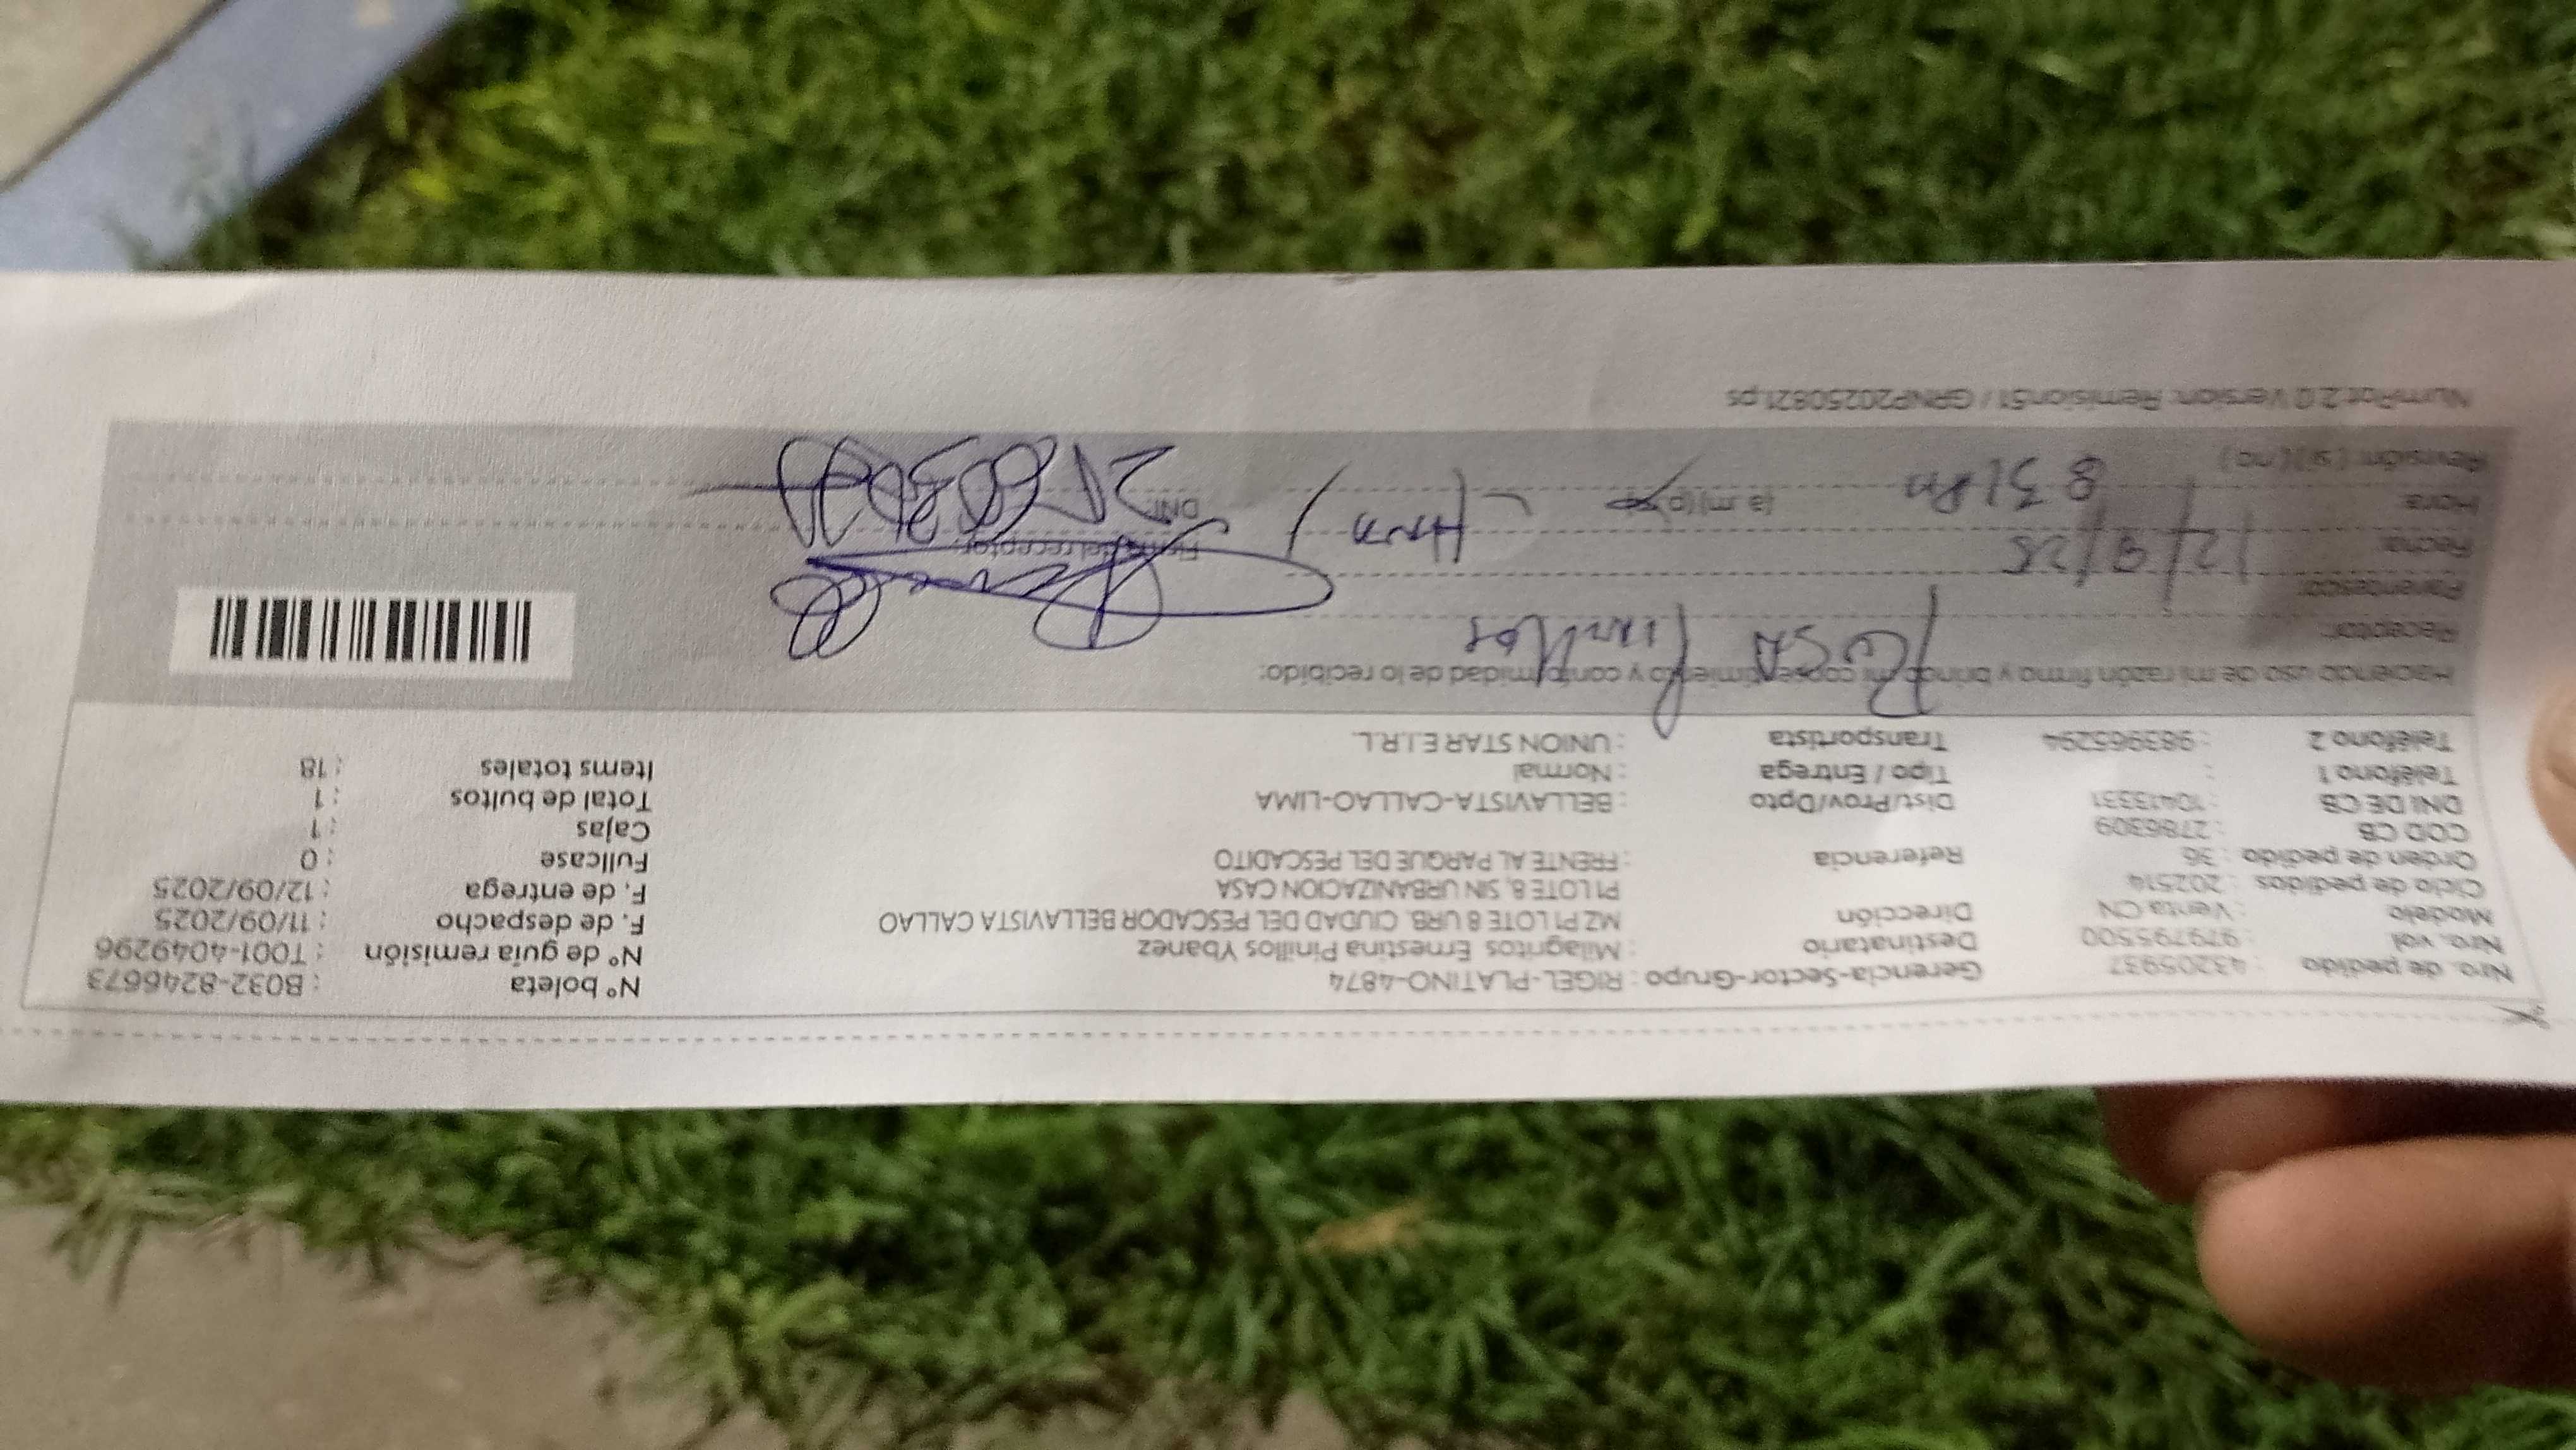 Nro. de pedido : 43205937 Gerencia-Sector-Grupo : RIGEL-PLATINO-4874 N° boleta : B032-8246673
Nro. vol : 979795500 Destinatario : Milagritos Ernestina Pinillos Ybanez N° de guía remisión : T001-4049296
Modelo : Venta CN Dirección MZ P1 LOTE 8 URB. CIUDAD DEL PESCADOR BELLAVISTA CALLAO F. de despacho : 11/09/2025
Ciclo de pedidos : 202514 P1 LOTE 8, SIN URBANIZACION CASA F. de entrega : 12/09/2025
Orden de pedido : 36 Referencia : FRENTE AL PARQUE DEL PESCADITO Fullcase : 0
COD CB : 2786309 Cajas : 1
DNI DE CB : 10413331 Dist/Prov/Dpto : BELLAVISTA-CALLAO-LIMA Total de bultos : 1
Teléfono 1 : Tipo / Entrega : Normal Items totales : 18
Teléfono 2 : 983965294 Transportista : UNION STAR E.I.R.L.
Haciendo uso de mi razón firmo y brindo mi consentimiento y conformidad de lo recibido:
Receptor: Rosa Pinillos
Parentesco:
Fecha: 12/9/25 Firma del receptor:
Hora: 8 31 Pm (a.m)(p DNI:
Revisión: (si)(no)
NumPat 2.0 Version: Remision51 / GRNP20250821.ps